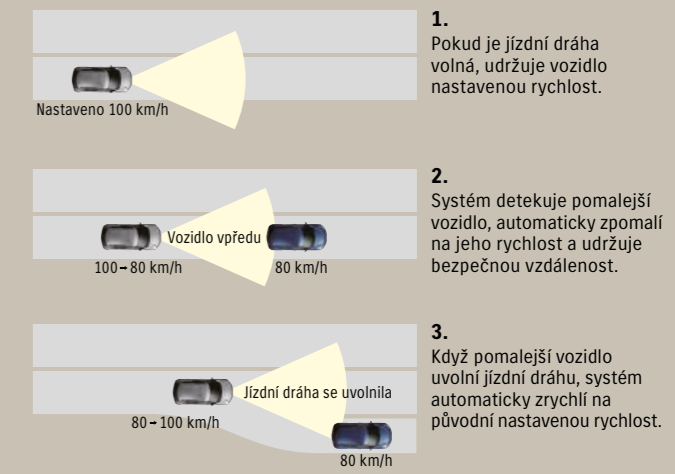 1.
Pokud je jízdní dráha
volná, udržuje vozidlo
nastavenou rychlost.
Nastaveno 100 km/h
2.
Systém detekuje pomalejší
vozidlo, automaticky zpomalí
na jeho rychlost a udržuje
bezpečnou vzdálenost.
Vozidlo vpředu
100→80 km/h
80 km/h
3.
Když pomalejší vozidlo
uvolní jízdní dráhu, systém
automaticky zrychlí na
původní nastavenou rychlost.
Jízdní dráha se uvolnila
80→100 km/h
80 km/h